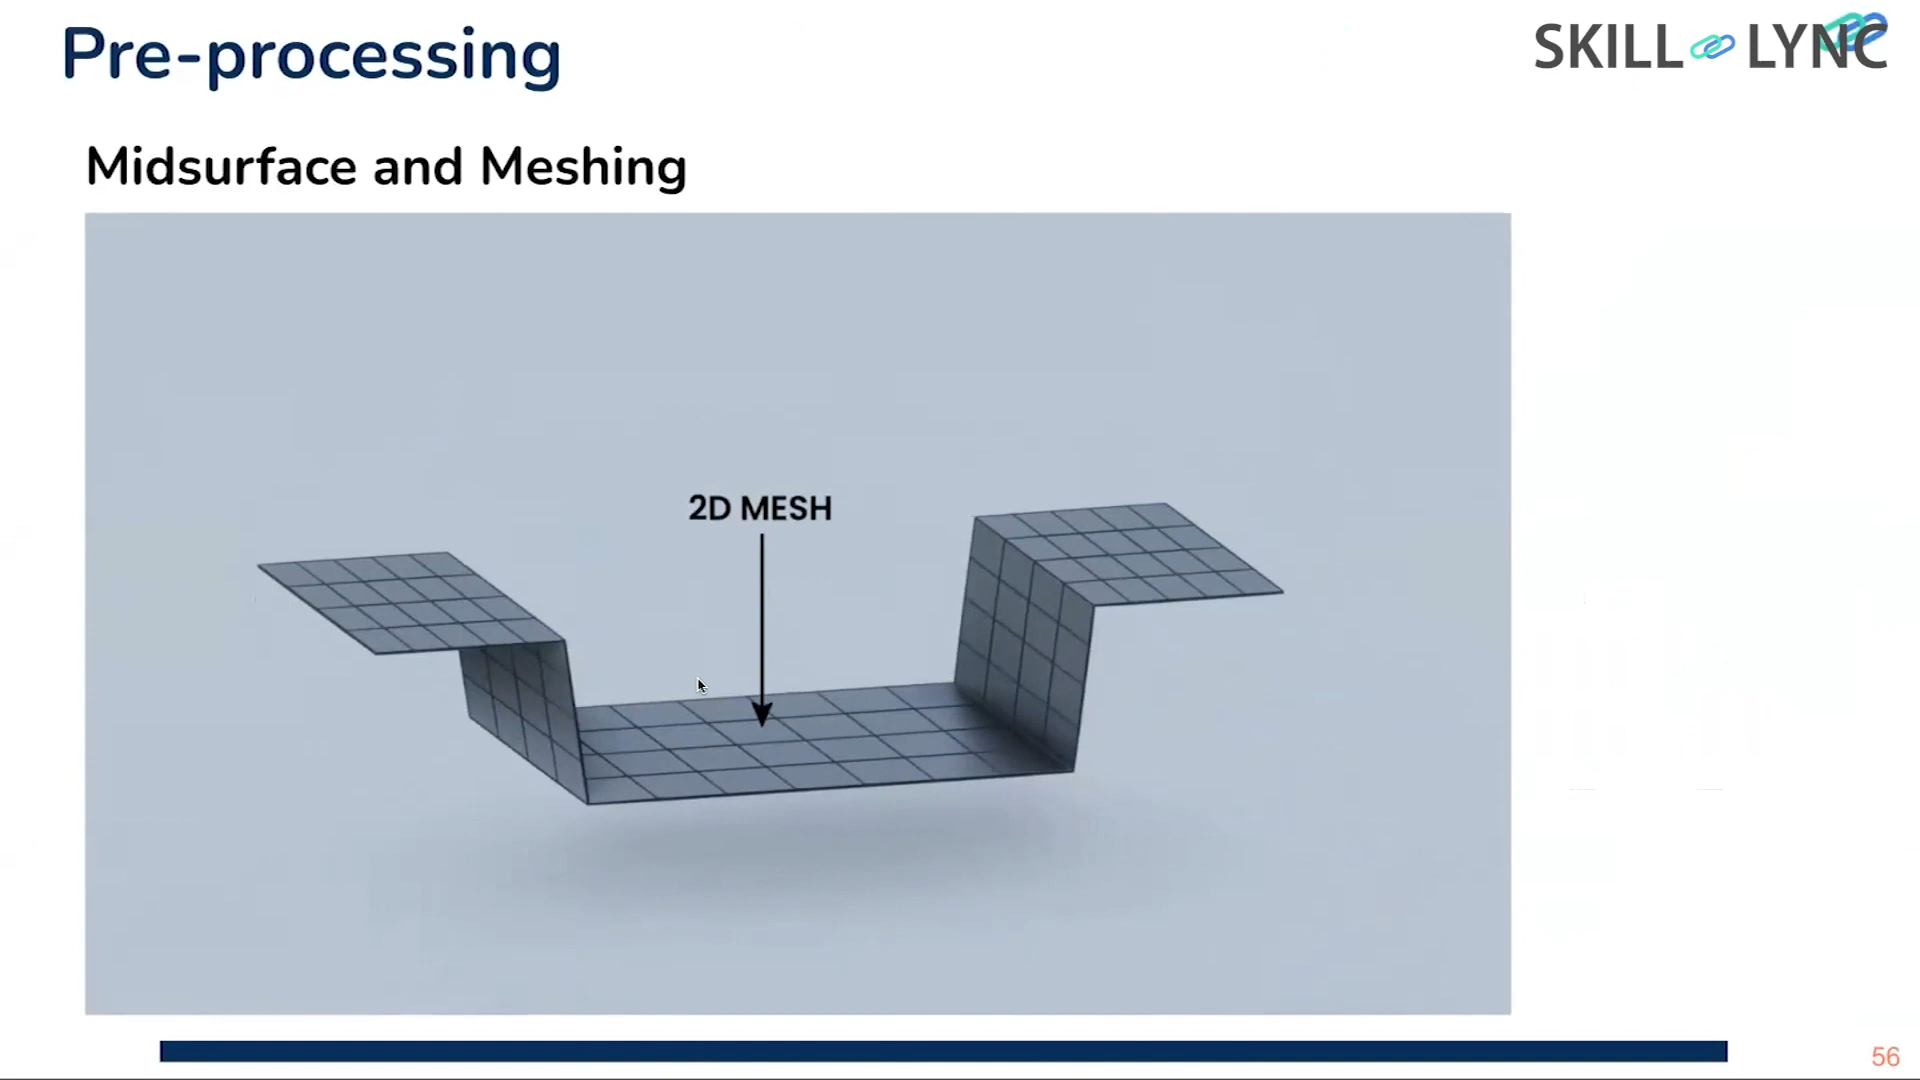 Pre-processing
SKILL LYNC
Midsurface and Meshing
2D MESH
56